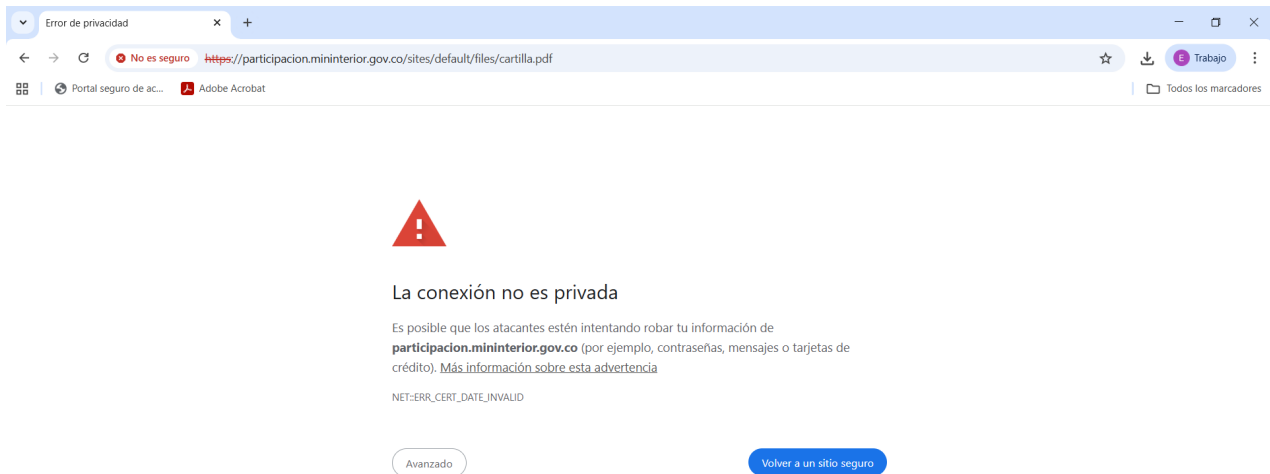 Error de privacidad
No es seguro https://participacion.mininterior.gov.co/sites/default/files/cartilla.pdf E Trabajo
Portal seguro de ac... Adobe Acrobat Todos los marcadores
La conexión no es privada
Es posible que los atacantes estén intentando robar tu información de
participacion.mininterior.gov.co (por ejemplo, contraseñas, mensajes o tarjetas de
crédito). Más información sobre esta advertencia
NET::ERR_CERT_DATE_INVALID
Avanzado Volver a un sitio seguro